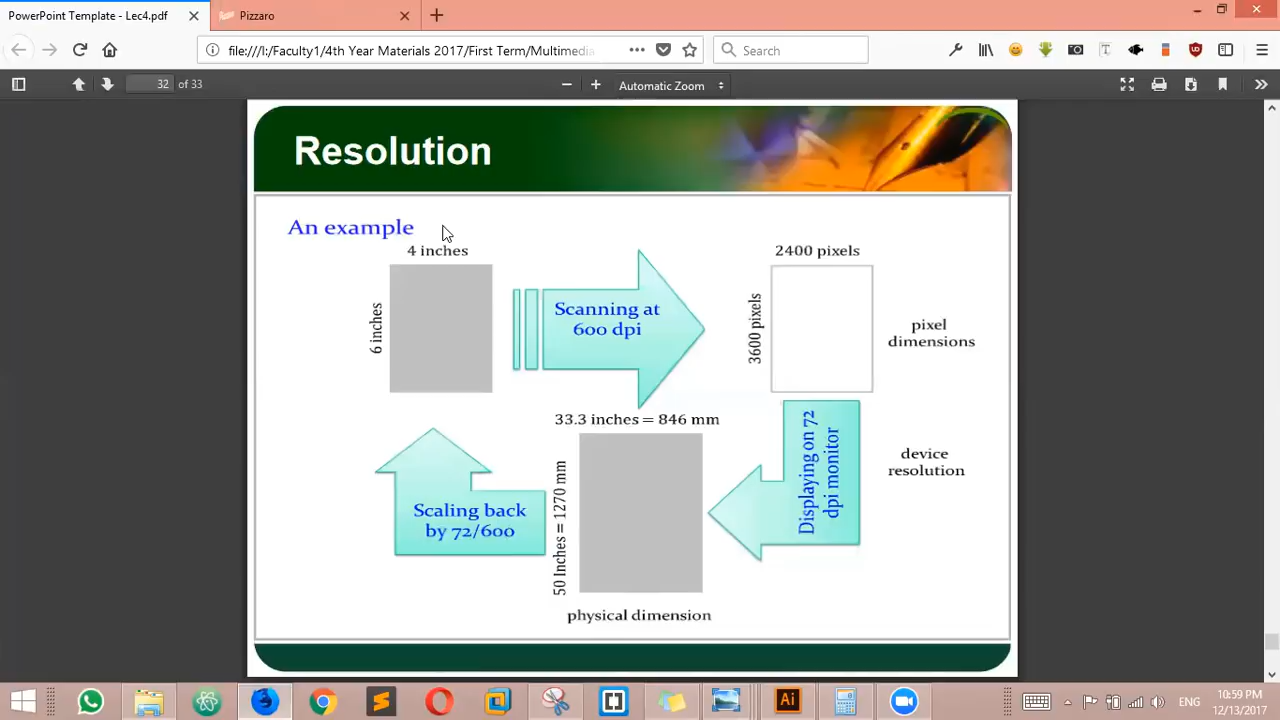 PowerPoint Template - Lec4.pdf
Pizzaro
file:///I:/Faculty1/4th Year Materials 2017/First Term/Multimedia
Search
32 of 33
Automatic Zoom
Resolution
An example
4 inches
6 inches
Scanning at
600 dpi
2400 pixels
3600 pixels
pixel
dimensions
Displaying on 72
dpi monitor
device
resolution
33.3 inches = 846 mm
50 Inches = 1270 mm
physical dimension
Scaling back
by 72/600
Ai
ENG
10:59 PM
12/13/2017